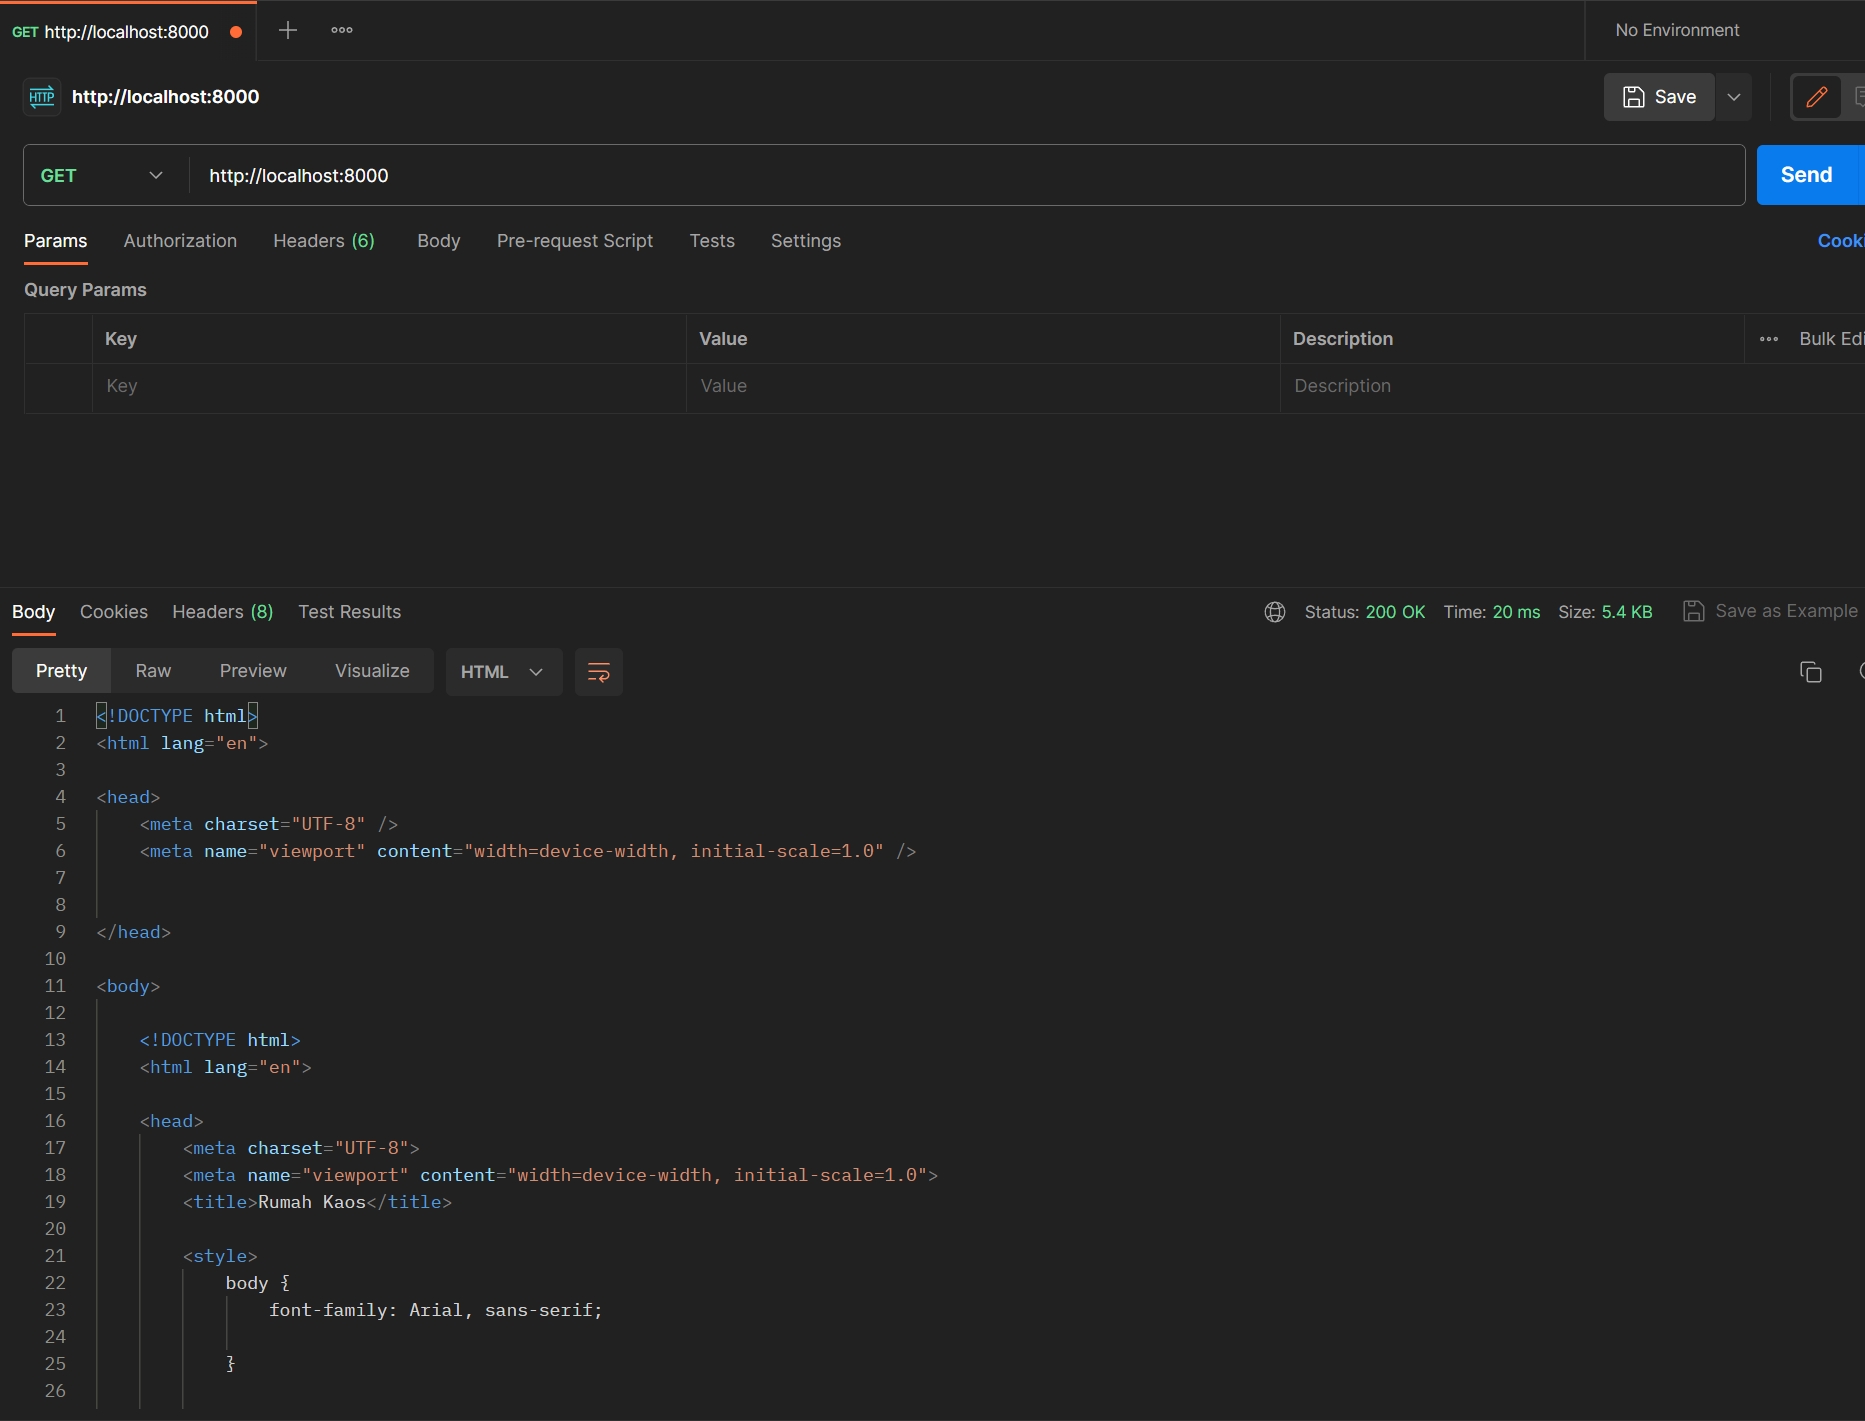 GET http://localhost:8000
No Environment
HTTP http://localhost:8000
Save
GET http://localhost:8000
Send
Params Authorization Headers (6) Body Pre-request Script Tests Settings
Cooki
Query Params
Key Value Description Bulk Edi
Key Value Description
Body Cookies Headers (8) Test Results
Status: 200 OK Time: 20 ms Size: 5.4 KB Save as Example
Pretty Raw Preview Visualize HTML
1 <!DOCTYPE html>
2 <html lang="en">
3
4 <head>
5 <meta charset="UTF-8" />
6 <meta name="viewport" content="width=device-width, initial-scale=1.0" />
7
8
9 </head>
10
11 <body>
12
13 <!DOCTYPE html>
14 <html lang="en">
15
16 <head>
17 <meta charset="UTF-8">
18 <meta name="viewport" content="width=device-width, initial-scale=1.0">
19 <title>Rumah Kaos</title>
20
21 <style>
22 body {
23 font-family: Arial, sans-serif;
24
25 }
26